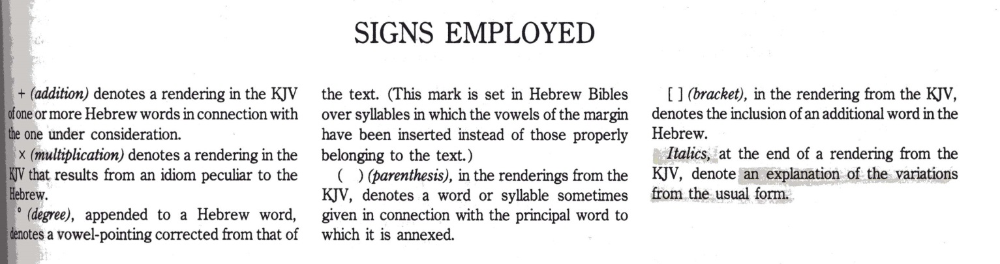 SIGNS EMPLOYED
+ (addition) denotes a rendering in the KJV
of one or more Hebrew words in connection with
the one under consideration.
× (multiplication) denotes a rendering in the
KJV that results from an idiom peculiar to the
Hebrew.
° (degree), appended to a Hebrew word,
denotes a vowel-pointing corrected from that of
the text. (This mark is set in Hebrew Bibles
over syllables in which the vowels of the margin
have been inserted instead of those properly
belonging to the text.)
( ) (parenthesis), in the renderings from the
KJV, denotes a word or syllable sometimes
given in connection with the principal word to
which it is annexed.
[ ] (bracket), in the rendering from the KJV,
denotes the inclusion of an additional word in the
Hebrew.
Italics, at the end of a rendering from the
KJV, denote an explanation of the variations
from the usual form.